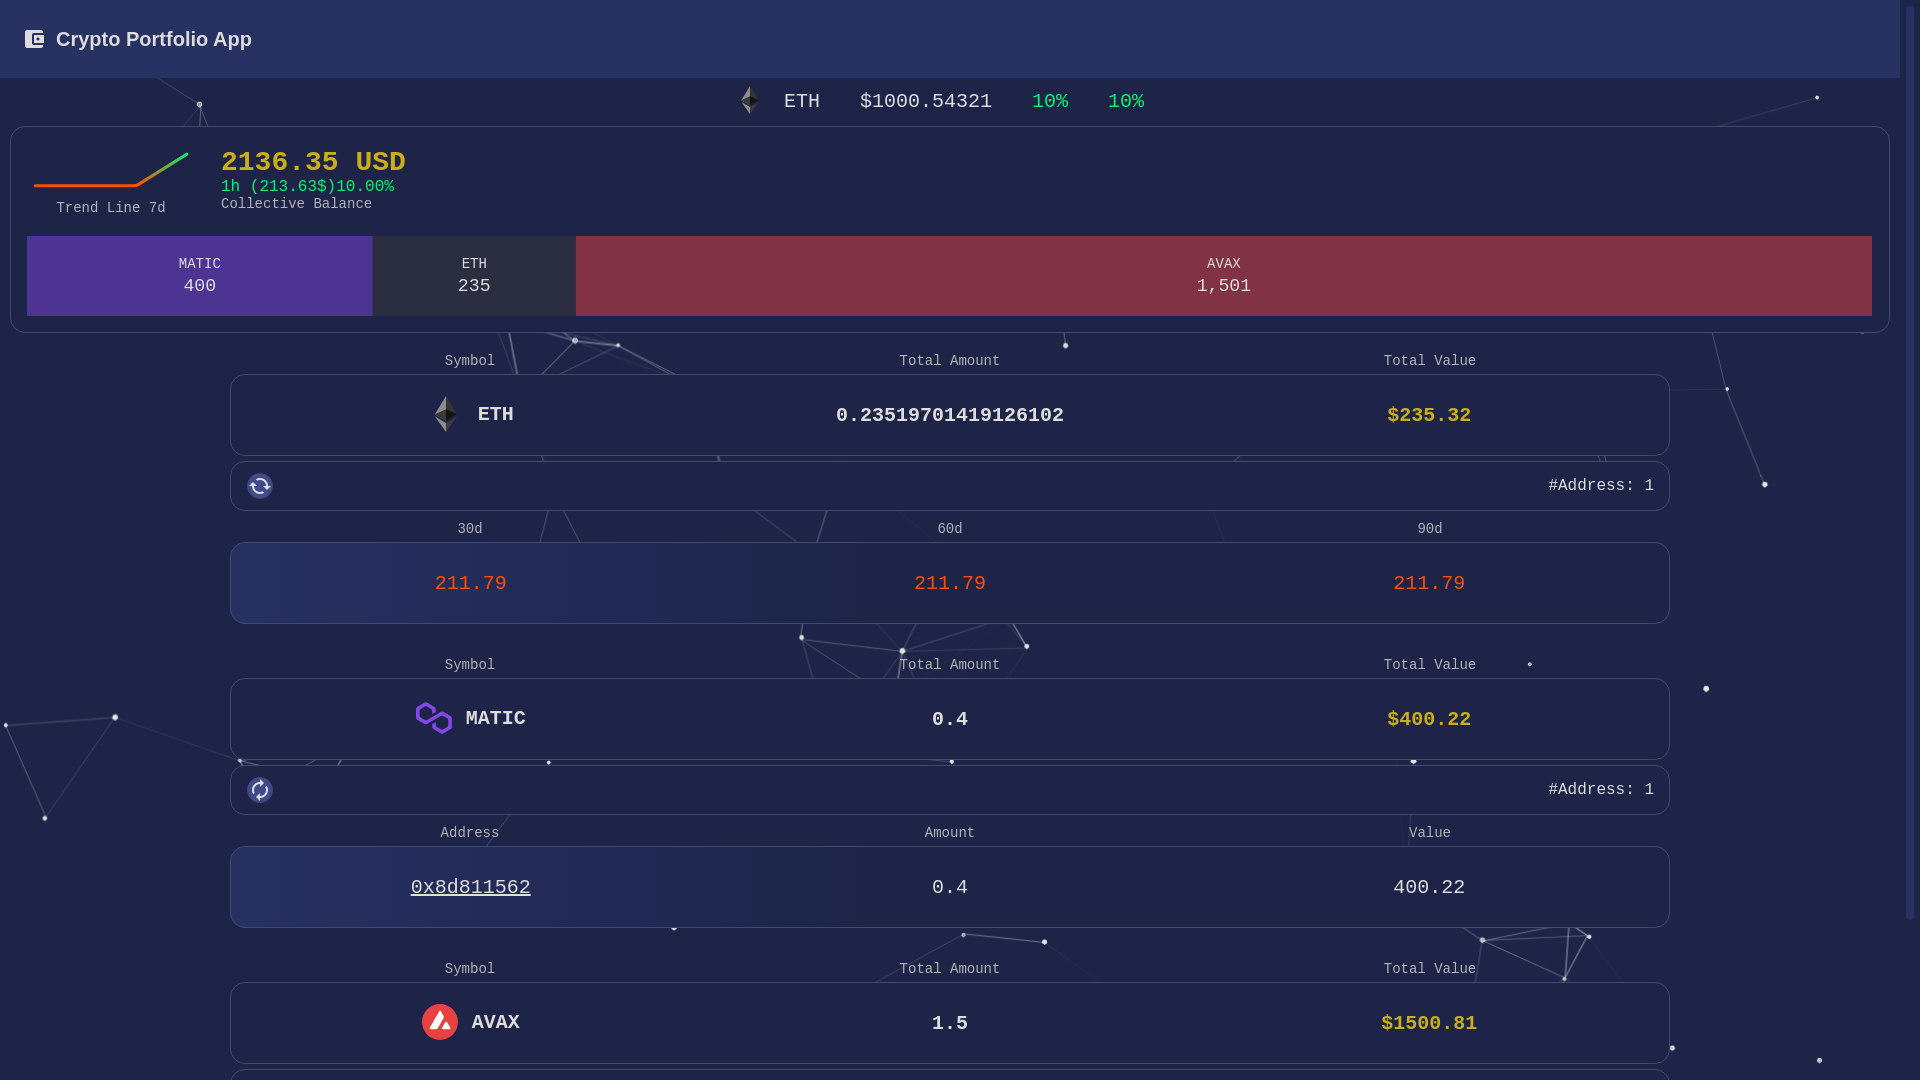 Crypto Portfolio App
ETH $1000.54321 10% 10%
2136.35 USD
1h (213.63$)10.00%
Collective Balance
Trend Line 7d
MATIC
400
ETH
235
AVAX
1,501
Symbol Total Amount Total Value
ETH 0.23519701419126102 $235.32
#Address: 1
30d 60d 90d
211.79 211.79 211.79
Symbol Total Amount Total Value
MATIC 0.4 $400.22
#Address: 1
Address Amount Value
0x8d811562 0.4 400.22
Symbol Total Amount Total Value
AVAX 1.5 $1500.81